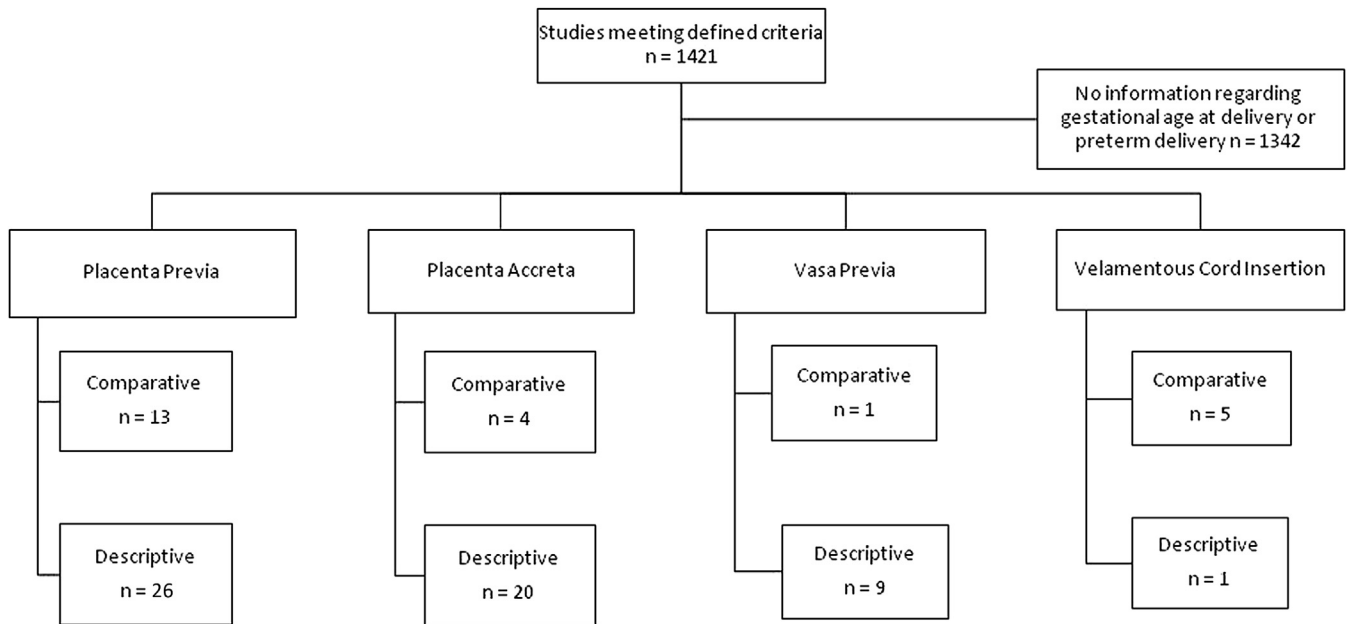 Studies meeting defined criteria
n = 1421
No information regarding
gestational age at delivery or
preterm delivery n = 1342
Placenta Previa
Placenta Accreta
Vasa Previa
Velamentous Cord Insertion
Comparative
n = 13
Comparative
n = 4
Comparative
n = 1
Comparative
n = 5
Descriptive
n = 26
Descriptive
n = 20
Descriptive
n = 9
Descriptive
n = 1